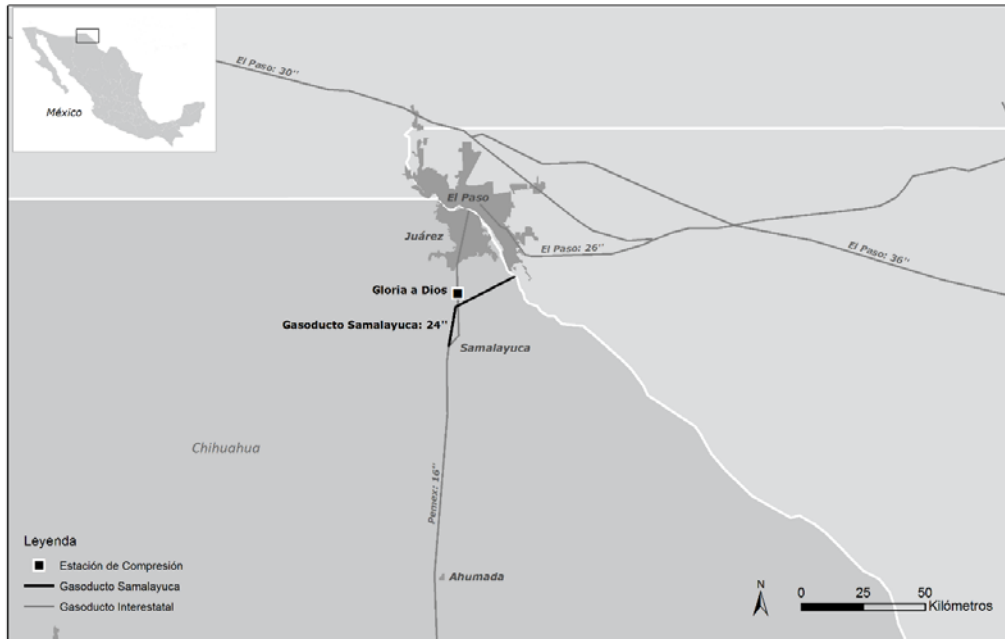 México
El Paso: 30"
El Paso
Juárez
El Paso: 26"
El Paso: 36"
Gloria a Dios
Gasoducto Samalayuca: 24"
Samalayuca
Chihuahua
Pemex: 16"
Ahumada
Leyenda
Estación de Compresión
Gasoducto Samalayuca
Gasoducto Interestatal
N
0 25 50
Kilómetros